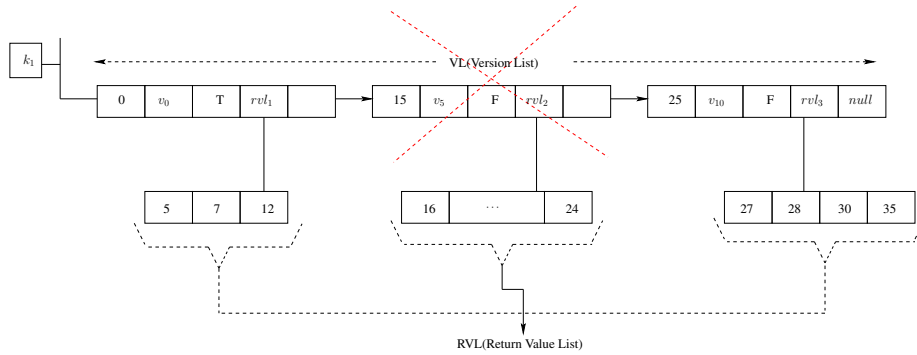 VL(Version List)
k₁
0 v₀ T rvl₁ 15 v₅ F rvl₂ 25 v₁₀ F rvl₃ null
5 7 12 16 ... 24 27 28 30 35
RVL(Return Value List)